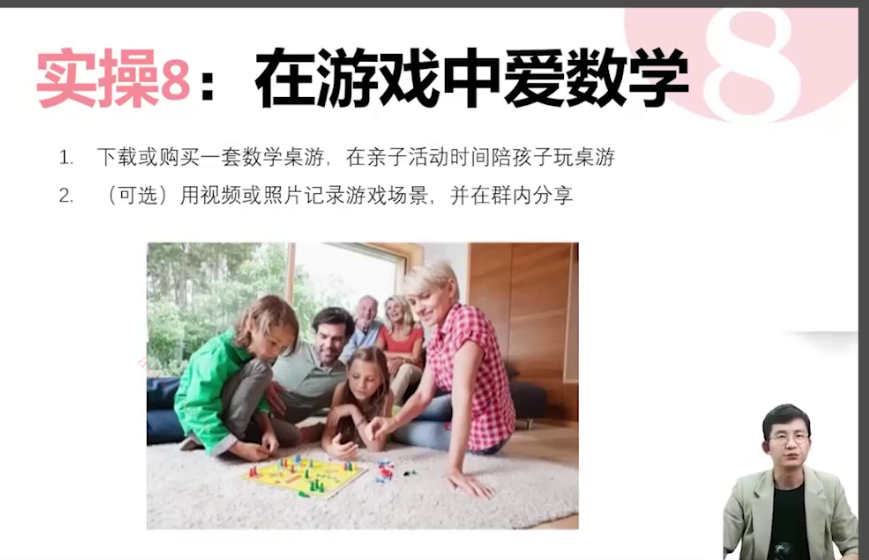 8
实操8：在游戏中爱数学
1. 下载或购买一套数学桌游，在亲子活动时间陪孩子玩桌游
2. （可选）用视频或照片记录游戏场景，并在群内分享